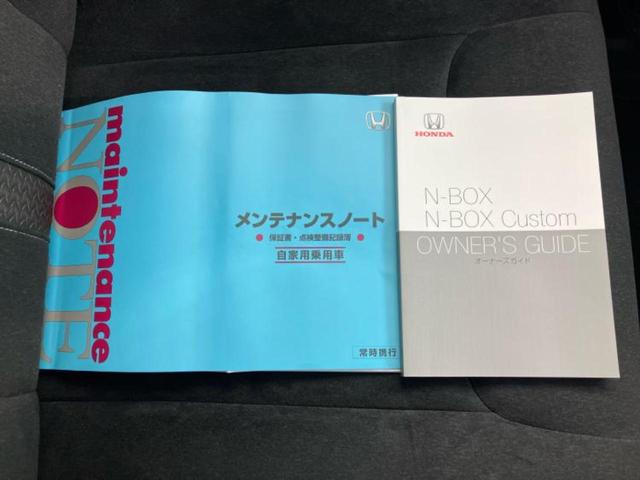 maintenance
NOTE
メンテナンスノート
● 保証書・点検整備記録簿 ●
自家用乗用車
常時携行
HONDA
N-BOX
N-BOX Custom
OWNER'S GUIDE
オーナーズガイド